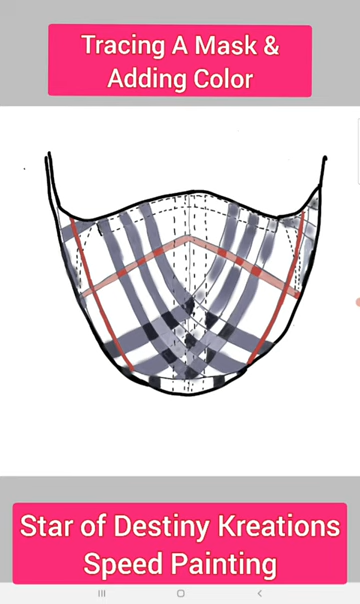 Tracing A Mask &
Adding Color
Star of Destiny Kreations
Speed Painting